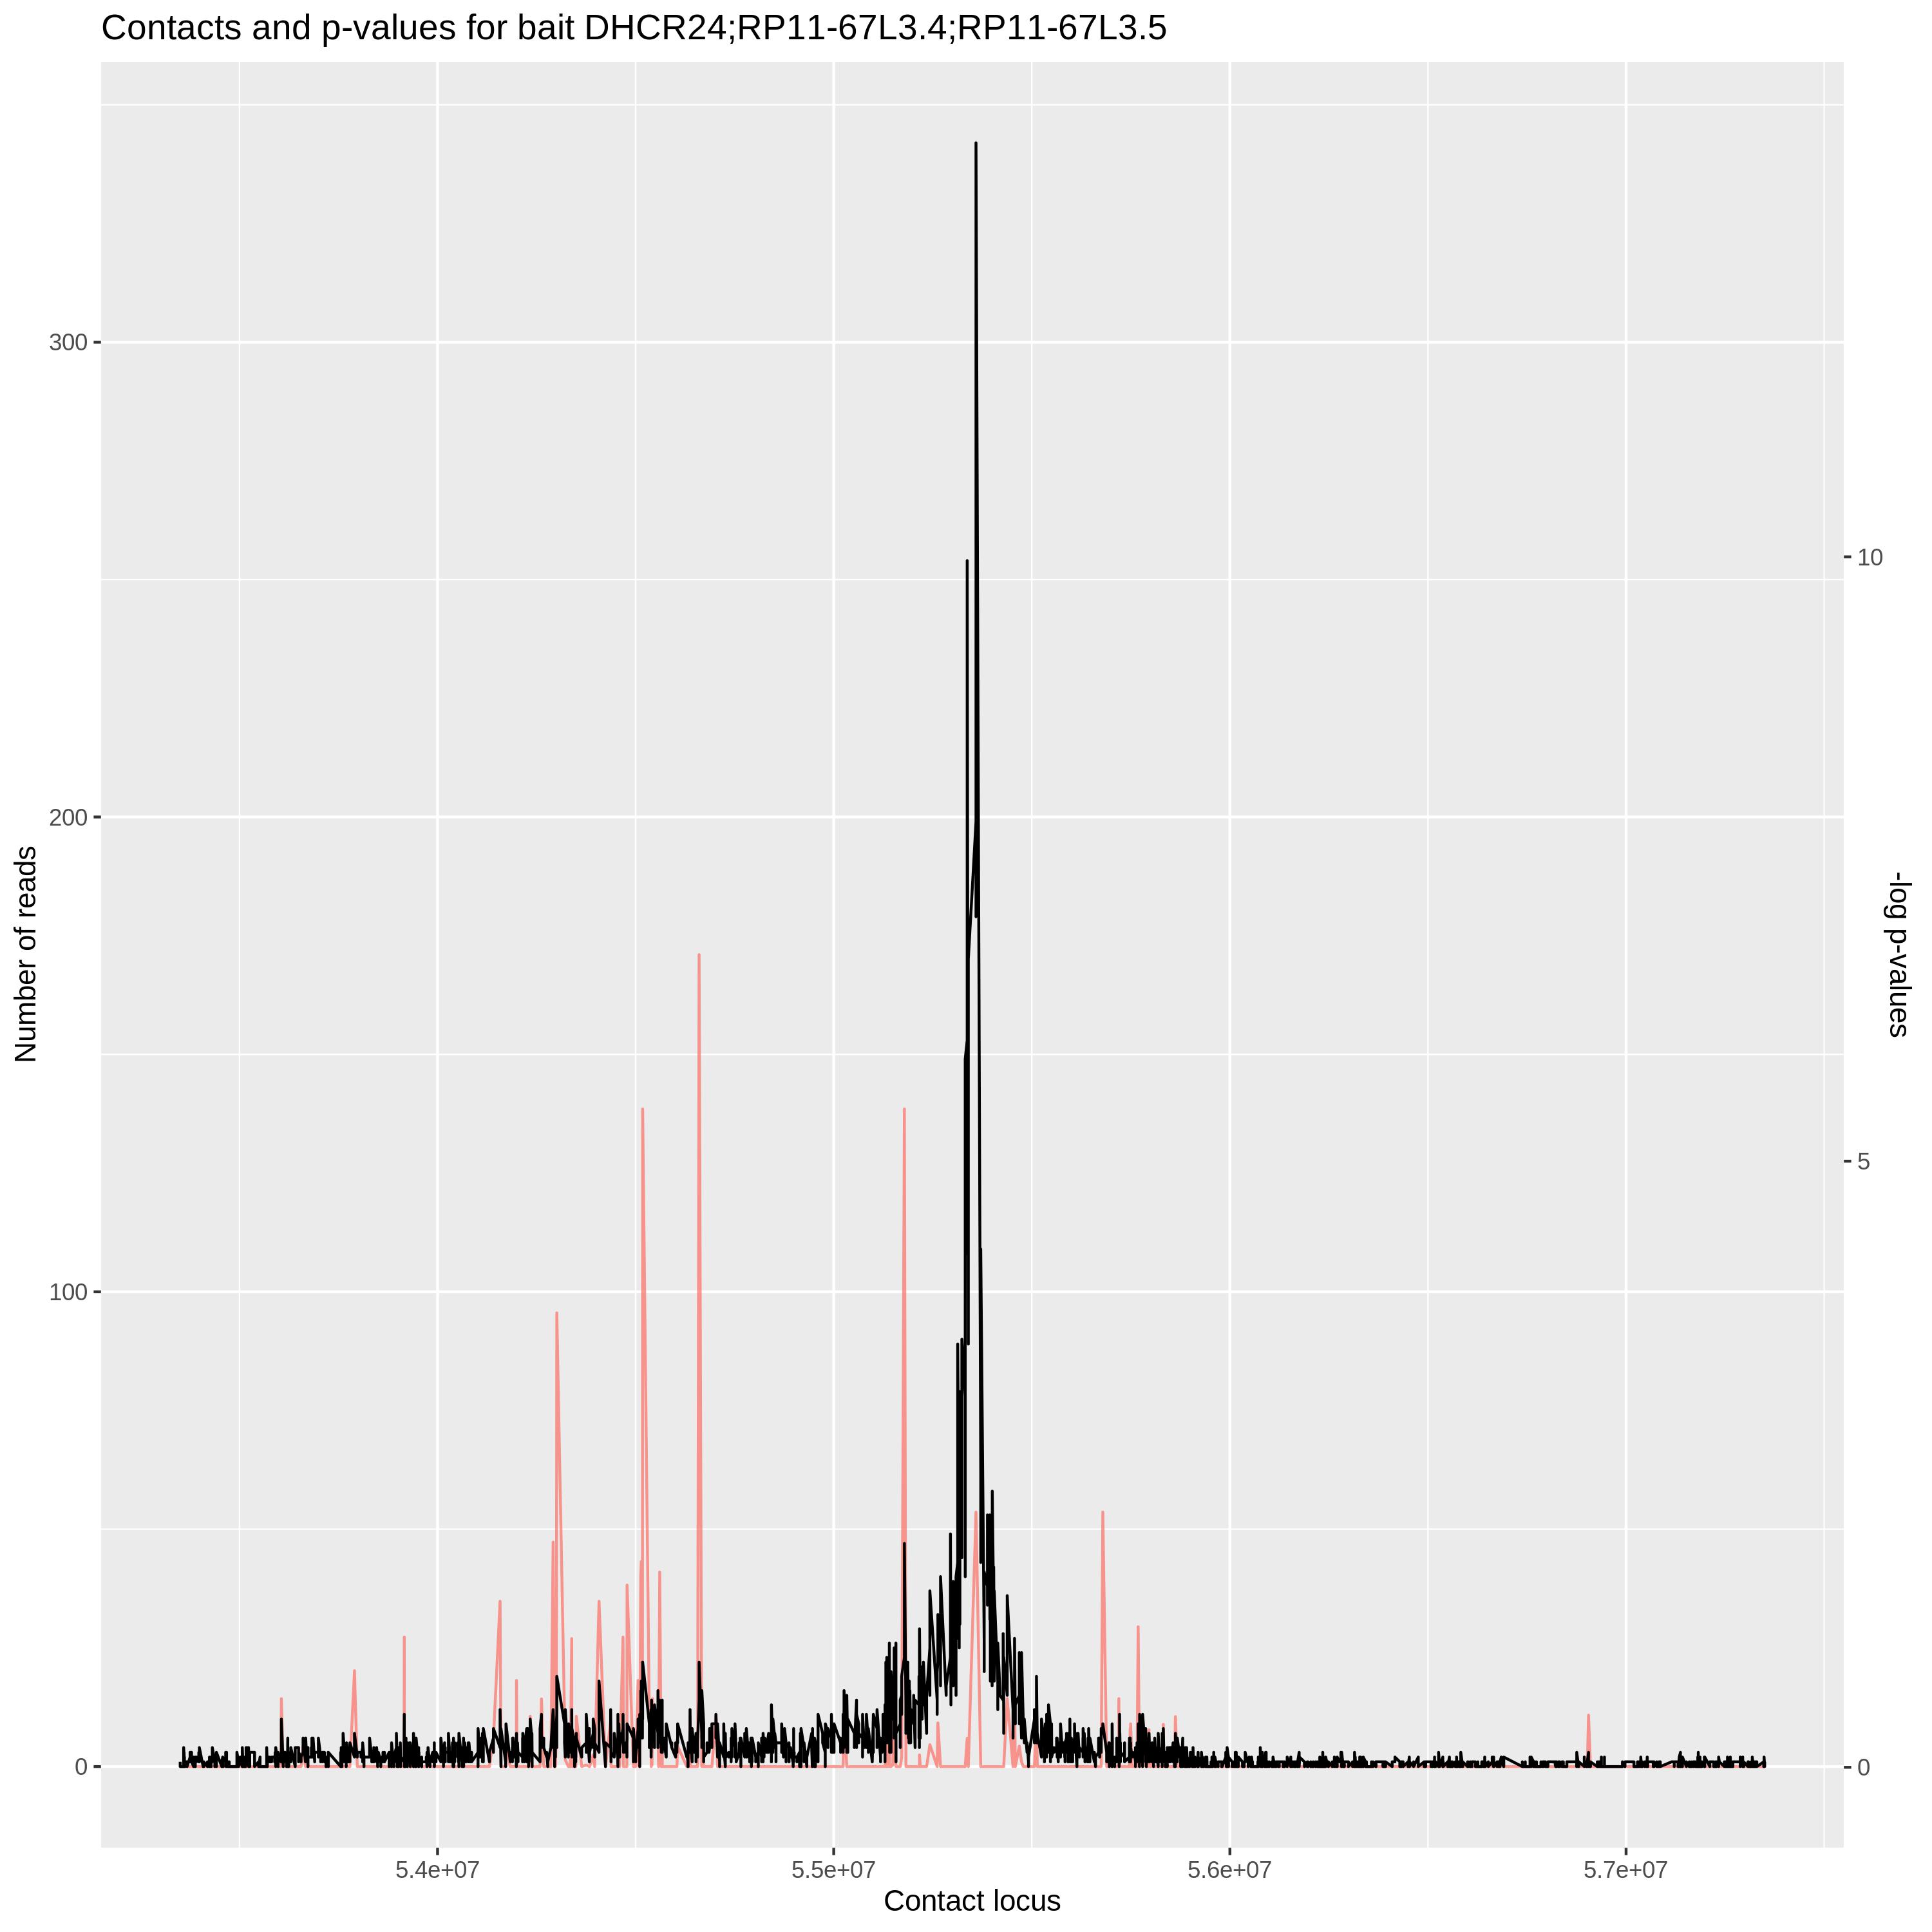 Contacts and p-values for bait DHCR24;RP11-67L3.4;RP11-67L3.5
Number of reads
300
200
100
0
10
5
0
-log p-values
5.4e+07
5.5e+07
5.6e+07
5.7e+07
Contact locus